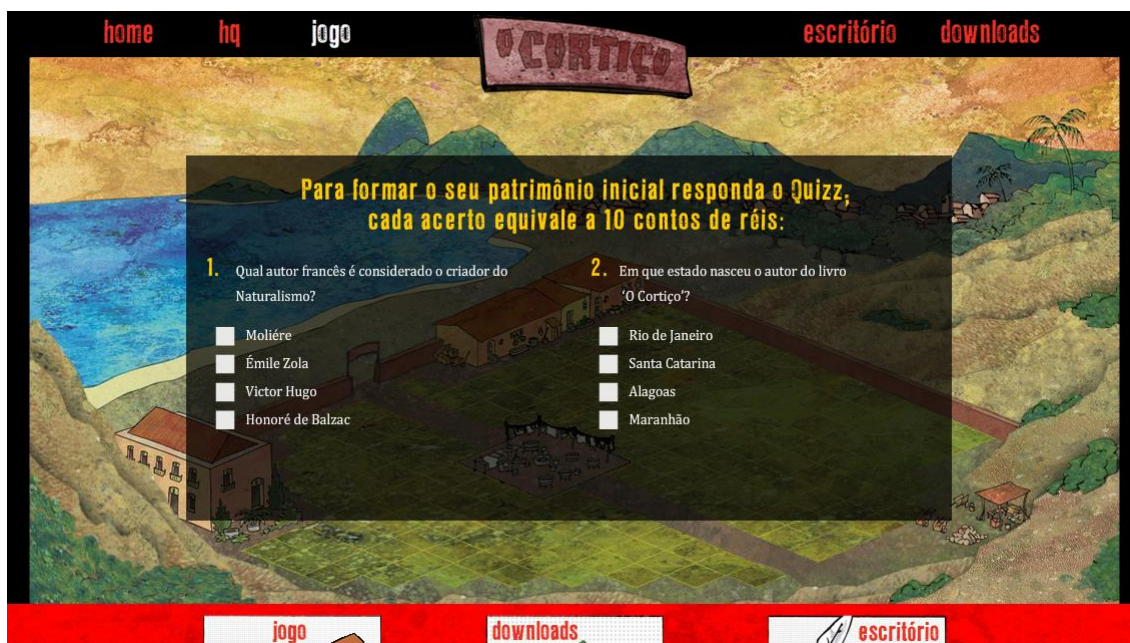 home
hq
jogo
O CORTIÇO
escritório
downloads
Para formar o seu patrimônio inicial responda o Quizz,
cada acerto equivale a 10 contos de réis:
1. Qual autor francês é considerado o criador do
Naturalismo?
Moliére
Émile Zola
Victor Hugo
Honoré de Balzac
2. Em que estado nasceu o autor do livro
‘O Cortiço’?
Rio de Janeiro
Santa Catarina
Alagoas
Maranhão
jogo
downloads
escritório